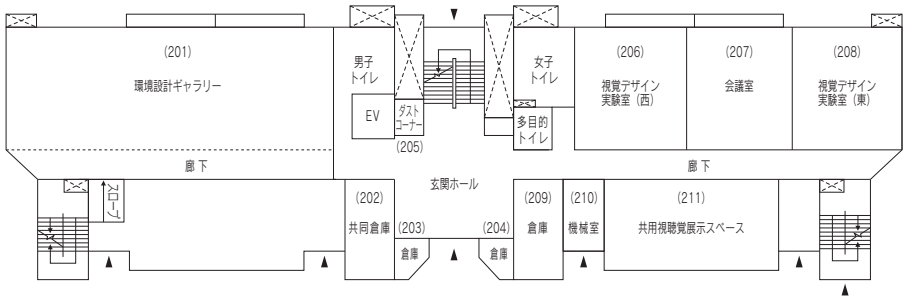 (201)
環境設計ギャラリー
男子
トイレ
EV
ダスト
コーナー
(205)
女子
トイレ
多目的
トイレ
(206)
視覚デザイン
実験室（西）
(207)
会議室
(208)
視覚デザイン
実験室（東）
廊 下
玄関ホール
廊 下
スロープ
(202)
共同倉庫
(203)
倉庫
(204)
倉庫
(209)
倉庫
(210)
機械室
(211)
共用視聴覚展示スペース